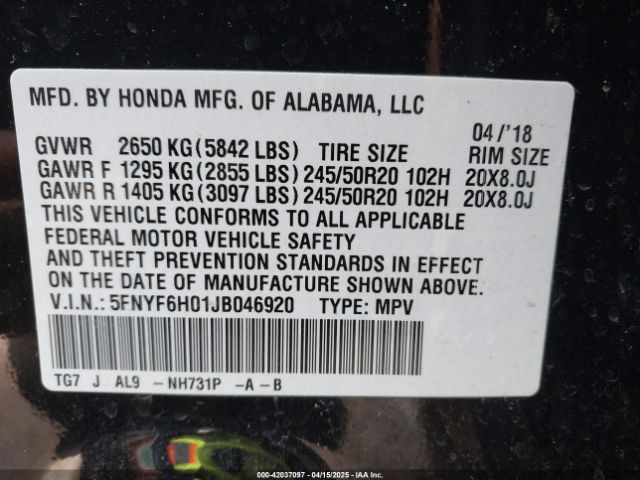 MFD. BY HONDA MFG. OF ALABAMA, LLC
04/'18
GVWR 2650 KG(5842 LBS) TIRE SIZE RIM SIZE
GAWR F 1295 KG(2855 LBS)245/50R20 102H 20X8.0J
GAWR R 1405 KG(3097 LBS)245/50R20 102H 20X8.0J
THIS VEHICLE CONFORMS TO ALL APPLICABLE
FEDERAL MOTOR VEHICLE SAFETY
AND THEFT PREVENTION STANDARDS IN EFFECT
ON THE DATE OF MANUFACTURE SHOWN ABOVE.
V.I.N.: 5FNYF6H01JB046920 TYPE: MPV
TG7 J AL9 - NH731P -A-B
000-42037097 - 04/15/2025 - IAA Inc.